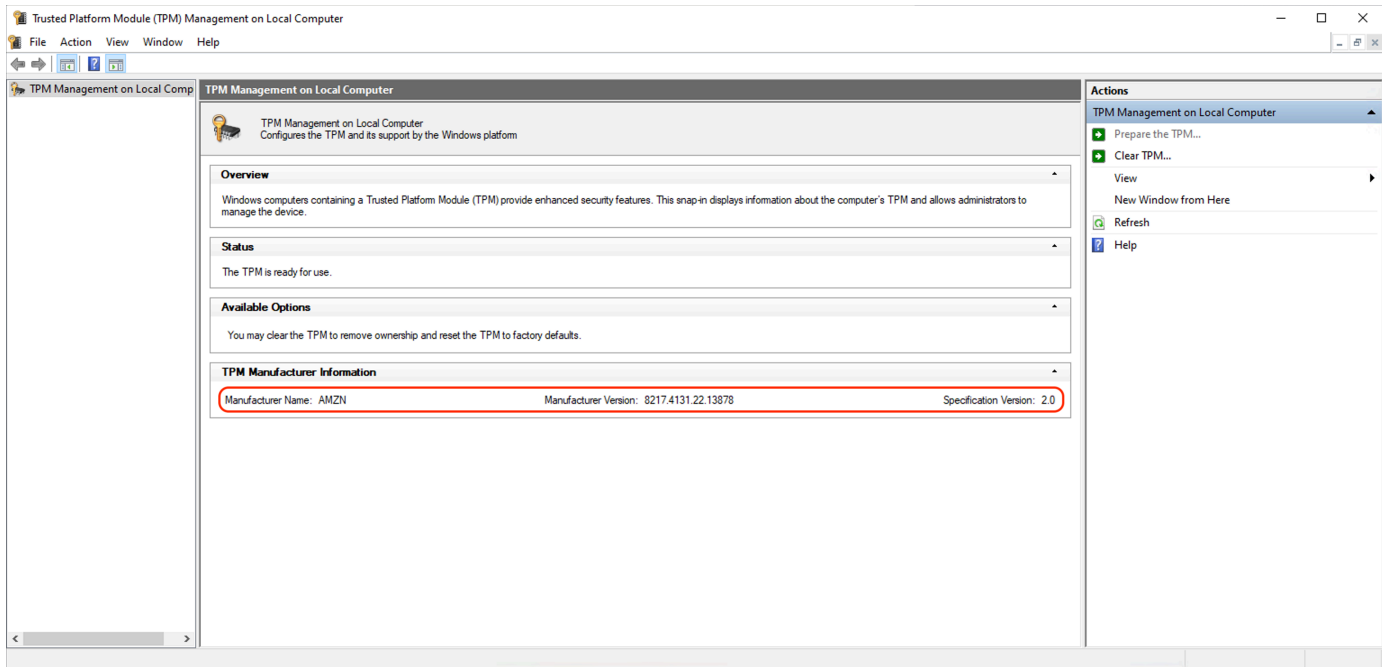 Trusted Platform Module (TPM) Management on Local Computer
File Action View Window Help
TPM Management on Local Comp
TPM Management on Local Computer
TPM Management on Local Computer
Configures the TPM and its support by the Windows platform
Overview
Windows computers containing a Trusted Platform Module (TPM) provide enhanced security features. This snap-in displays information about the computer's TPM and allows administrators to
manage the device.
Status
The TPM is ready for use.
Available Options
You may clear the TPM to remove ownership and reset the TPM to factory defaults.
TPM Manufacturer Information
Manufacturer Name: AMZN Manufacturer Version: 8217.4131.22.13878 Specification Version: 2.0
Actions
TPM Management on Local Computer
Prepare the TPM...
Clear TPM...
View
New Window from Here
Refresh
Help